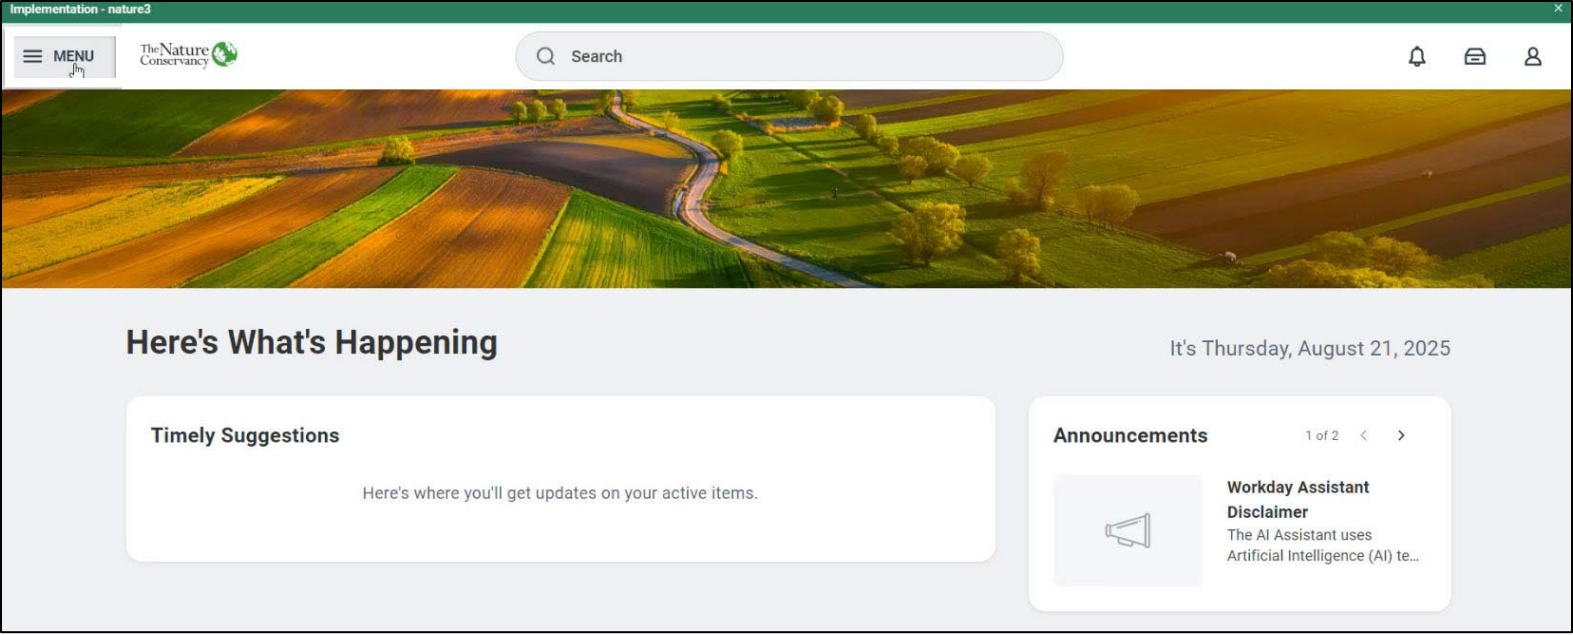 Implementation - nature3
MENU
The Nature
Conservancy
Search
Here's What's Happening
It's Thursday, August 21, 2025
Timely Suggestions
Here's where you'll get updates on your active items.
Announcements
1 of 2
Workday Assistant
Disclaimer
The AI Assistant uses
Artificial Intelligence (AI) te...